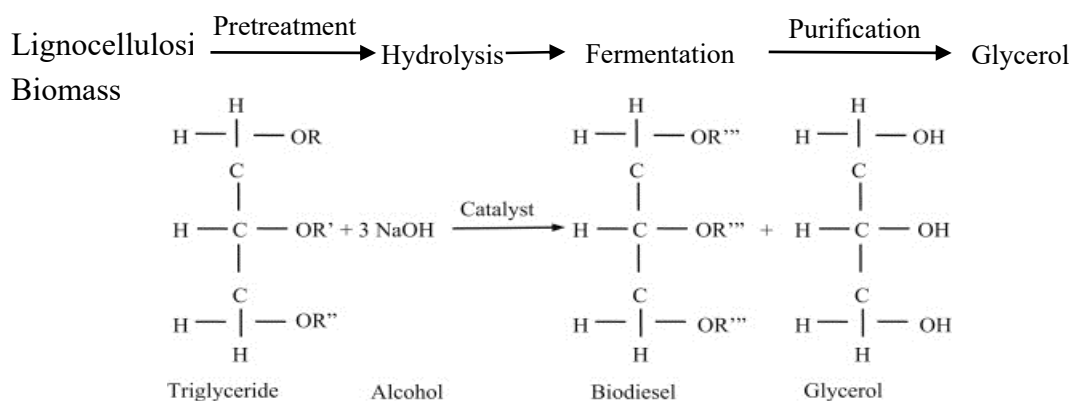 Pretreatment
Purification
Lignocellulosi
Hydrolysis
Fermentation
Glycerol
Biomass
H H
H — OR H — OR’’’ H — OH
C C C
H — C — OR' + 3 NaOH Catalyst H — C — OR’’’ + H — C — OH
C C C
H — OR’’ H — OR’’’ H — OH
H H H
Triglyceride Alcohol Biodiesel Glycerol